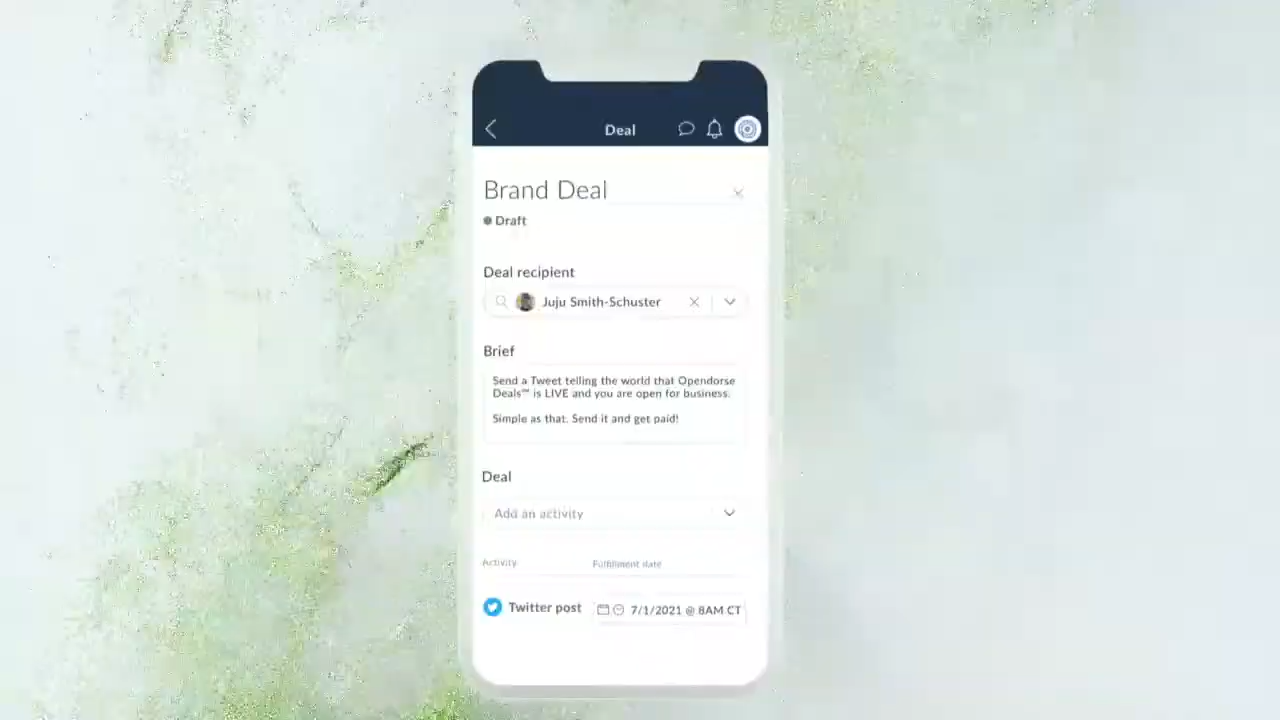 Deal
Brand Deal
Draft
Deal recipient
Juju Smith-Schuster
Brief
Send a Tweet telling the world that Opendorse
Deals℠ is LIVE and you are open for business.
Simple as that. Send it and get paid!
Deal
Add an activity
Activity Fulfillment date
Twitter post 7/1/2021 @ 8AM CT